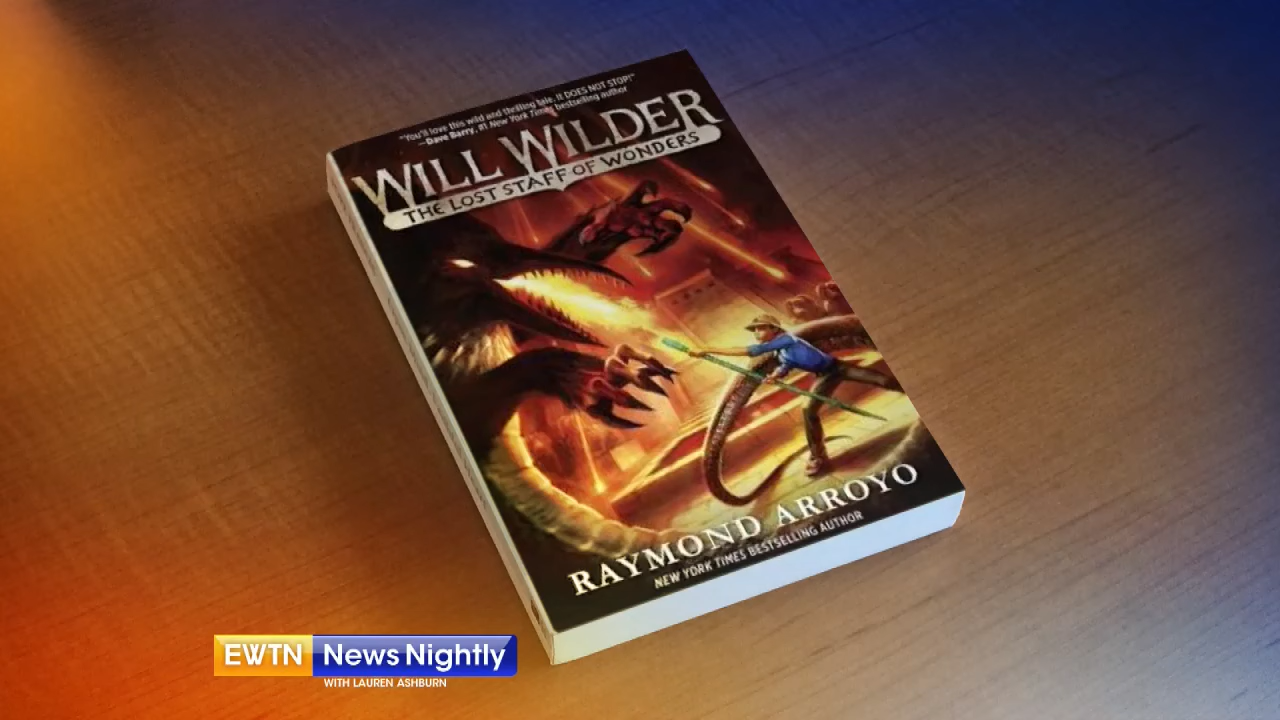 "You'll love this wild and thrilling tale. It DOES NOT STOP!"
—Dave Barry, #1 New York Times bestselling author
WILL WILDER
THE LOST STAFF OF WONDERS
RAYMOND ARROYO
NEW YORK TIMES BESTSELLING AUTHOR
EWTN News Nightly
WITH LAUREN ASHBURN